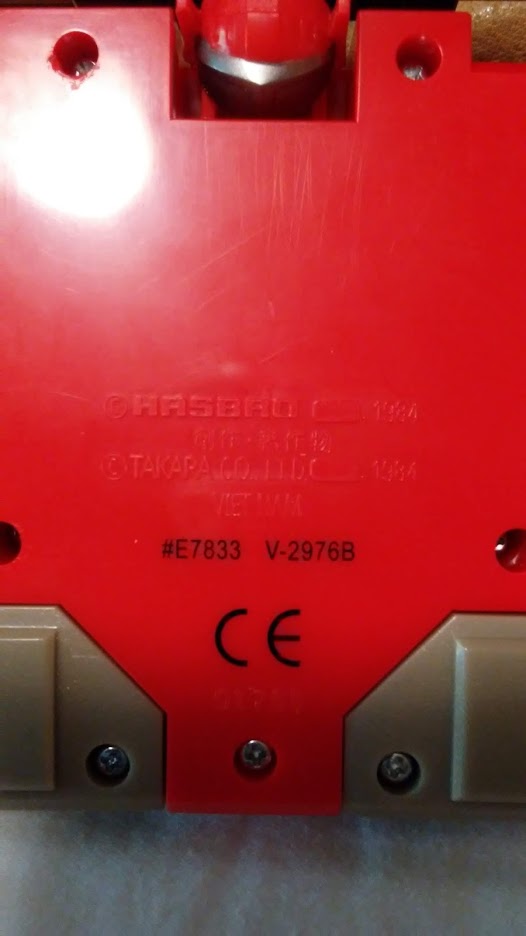 © HASBRO 1984
© TAKARA CO., LTD. 1984
VIETNAM
#E7833 V-2976B
CE